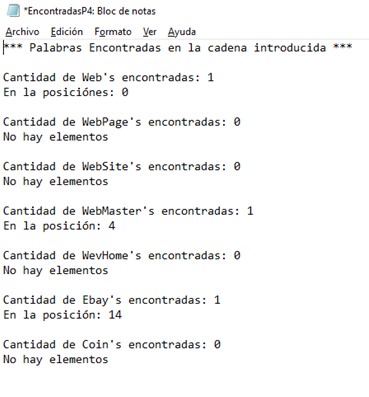 *EncontradasP4: Bloc de notas
Archivo Edición Formato Ver Ayuda
*** Palabras Encontradas en la cadena introducida ***
Cantidad de Web's encontradas: 1
En la posiciónes: 0
Cantidad de WebPage's encontradas: 0
No hay elementos
Cantidad de WebSite's encontradas: 0
No hay elementos
Cantidad de WebMaster's encontradas: 1
En la posición: 4
Cantidad de WevHome's encontradas: 0
No hay elementos
Cantidad de Ebay's encontradas: 1
En la posición: 14
Cantidad de Coin's encontradas: 0
No hay elementos